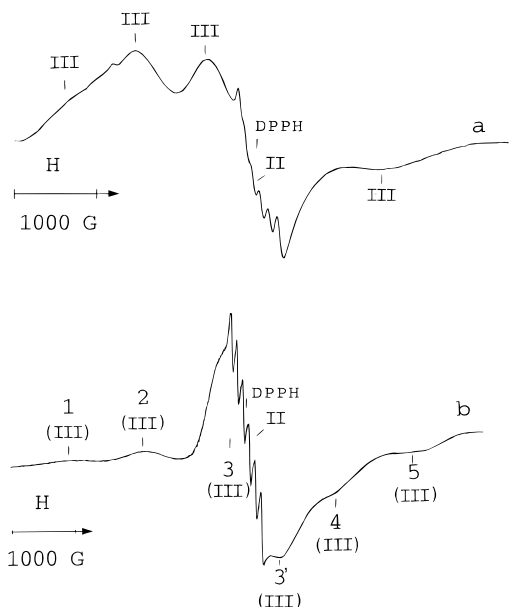 III
III
III
DPPH
a
II
H
III
1000 G
1
(III)
2
(III)
DPPH
b
II
3
(III)
5
(III)
H
4
(III)
1000 G
3'
(III)